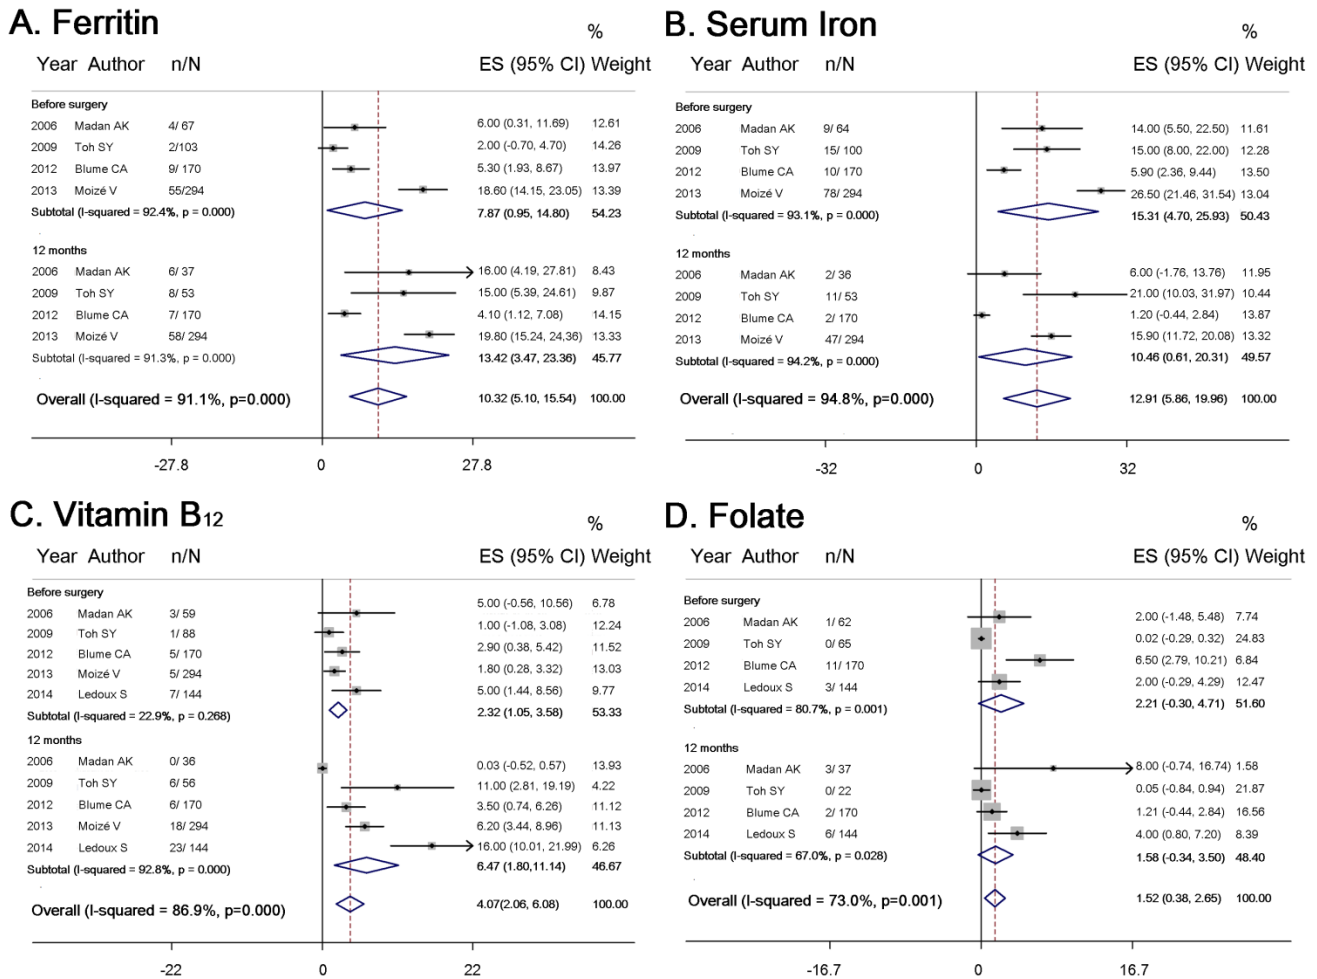 A. Ferritin
%
Year Author n/N ES (95% CI) Weight
Before surgery
2006 Madan AK 4/ 67 6.00 (0.31, 11.69) 12.61
2009 Toh SY 2/103 2.00 (-0.70, 4.70) 14.26
2012 Blume CA 9/ 170 5.30 (1.93, 8.67) 13.97
2013 Moizé V 55/294 18.60 (14.15, 23.05) 13.39
Subtotal (I-squared = 92.4%, p = 0.000) 7.87 (0.95, 14.80) 54.23
12 months
2006 Madan AK 6/ 37 16.00 (4.19, 27.81) 8.43
2009 Toh SY 8/ 53 15.00 (5.39, 24.61) 9.87
2012 Blume CA 7/ 170 4.10 (1.12, 7.08) 14.15
2013 Moizé V 58/ 294 19.80 (15.24, 24.36) 13.33
Subtotal (I-squared = 91.3%, p = 0.000) 13.42 (3.47, 23.36) 45.77
Overall (I-squared = 91.1%, p=0.000) 10.32 (5.10, 15.54) 100.00
-27.8 0 27.8
B. Serum Iron
%
Year Author n/N ES (95% CI) Weight
Before surgery
2006 Madan AK 9/ 64 14.00 (5.50, 22.50) 11.61
2009 Toh SY 15/ 100 15.00 (8.00, 22.00) 12.28
2012 Blume CA 10/ 170 5.90 (2.36, 9.44) 13.50
2013 Moizé V 78/ 294 26.50 (21.46, 31.54) 13.04
Subtotal (I-squared = 93.1%, p = 0.000) 15.31 (4.70, 25.93) 50.43
12 months
2006 Madan AK 2/ 36 6.00 (-1.76, 13.76) 11.95
2009 Toh SY 11/ 53 21.00 (10.03, 31.97) 10.44
2012 Blume CA 2/ 170 1.20 (-0.44, 2.84) 13.87
2013 Moizé V 47/ 294 15.90 (11.72, 20.08) 13.32
Subtotal (I-squared = 94.2%, p = 0.000) 10.46 (0.61, 20.31) 49.57
Overall (I-squared = 94.8%, p=0.000) 12.91 (5.86, 19.96) 100.00
-32 0 32
C. Vitamin B12
%
Year Author n/N ES (95% CI) Weight
Before surgery
2006 Madan AK 3/ 59 5.00 (-0.56, 10.56) 6.78
2009 Toh SY 1/ 88 1.00 (-1.08, 3.08) 12.24
2012 Blume CA 5/ 170 2.90 (0.38, 5.42) 11.52
2013 Moizé V 5/ 294 1.80 (0.28, 3.32) 13.03
2014 Ledoux S 7/ 144 5.00 (1.44, 8.56) 9.77
Subtotal (I-squared = 22.9%, p = 0.268) 2.32 (1.05, 3.58) 53.33
12 months
2006 Madan AK 0/ 36 0.03 (-0.52, 0.57) 13.93
2009 Toh SY 6/ 56 11.00 (2.81, 19.19) 4.22
2012 Blume CA 6/ 170 3.50 (0.74, 6.26) 11.12
2013 Moizé V 18/ 294 6.20 (3.44, 8.96) 11.13
2014 Ledoux S 23/ 144 16.00 (10.01, 21.99) 6.26
Subtotal (I-squared = 92.8%, p = 0.000) 6.47 (1.80,11.14) 46.67
Overall (I-squared = 86.9%, p=0.000) 4.07(2.06, 6.08) 100.00
-22 0 22
D. Folate
%
Year Author n/N ES (95% CI) Weight
Before surgery
2006 Madan AK 1/ 62 2.00 (-1.48, 5.48) 7.74
2009 Toh SY 0/ 65 0.02 (-0.29, 0.32) 24.83
2012 Blume CA 11/ 170 6.50 (2.79, 10.21) 6.84
2014 Ledoux S 3/ 144 2.00 (-0.29, 4.29) 12.47
Subtotal (I-squared = 80.7%, p = 0.001) 2.21 (-0.30, 4.71) 51.60
12 months
2006 Madan AK 3/ 37 8.00 (-0.74, 16.74) 1.58
2009 Toh SY 0/ 22 0.05 (-0.84, 0.94) 21.87
2012 Blume CA 2/ 170 1.21 (-0.44, 2.84) 16.56
2014 Ledoux S 6/ 144 4.00 (0.80, 7.20) 8.39
Subtotal (I-squared = 67.0%, p = 0.028) 1.58 (-0.34, 3.50) 48.40
Overall (I-squared = 73.0%, p=0.001) 1.52 (0.38, 2.65) 100.00
-16.7 0 16.7